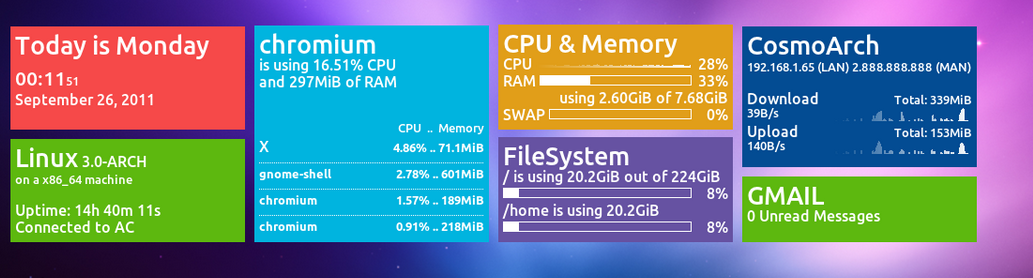 Today is Monday
00:11 51
September 26, 2011
Linux 3.0-ARCH
on a x86_64 machine
Uptime: 14h 40m 11s
Connected to AC
chromium
is using 16.51% CPU
and 297MiB of RAM
CPU .. Memory
X 4.86% .. 71.1MiB
gnome-shell 2.78% .. 601MiB
chromium 1.57% .. 189MiB
chromium 0.91% .. 218MiB
CPU & Memory
CPU 28%
RAM 33%
using 2.60GiB of 7.68GiB
SWAP 0%
FileSystem
/ is using 20.2GiB out of 224GiB
8%
/home is using 20.2GiB
8%
CosmoArch
192.168.1.65 (LAN) 2.888.888.888 (MAN)
Download Total: 339MiB
39B/s
Upload Total: 153MiB
140B/s
GMAIL
0 Unread Messages